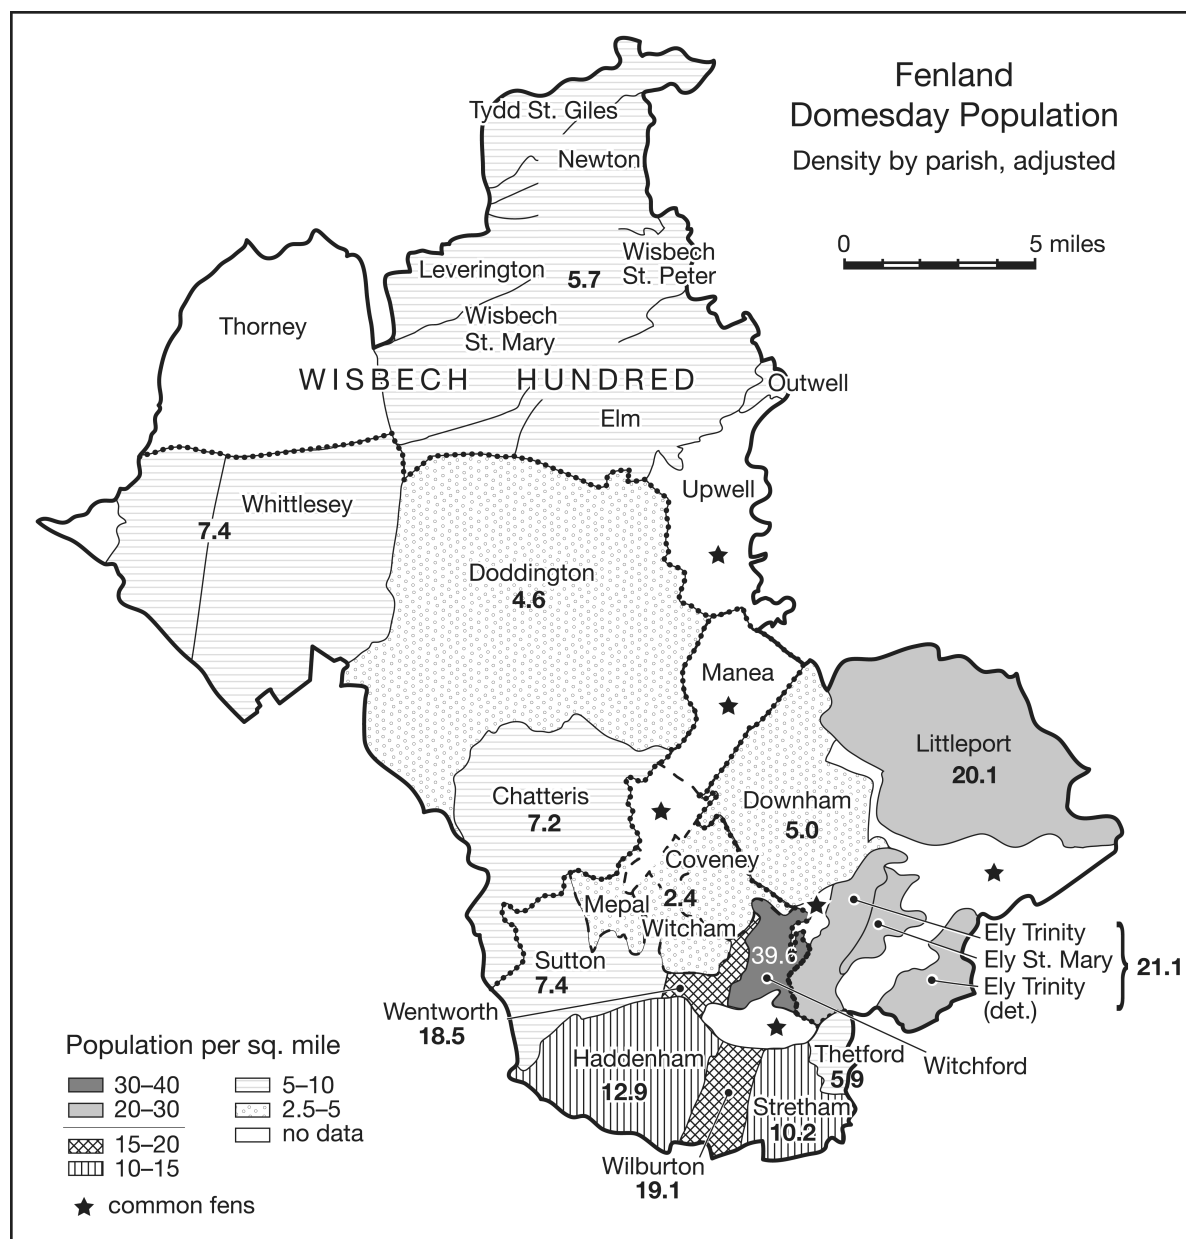 Fenland
Domesday Population
Density by parish, adjusted
0 5 miles
Tydd St. Giles
Newton
Wisbech
St. Peter
Leverington
5.7
Wisbech
St. Mary
Thorney
WISBECH HUNDRED
Outwell
Elm
Upwell
Whittlesey
7.4
Doddington
4.6
Manea
Littleport
20.1
Chatteris
7.2
Downham
5.0
Coveney
2.4
Mepal
Witcham
39.6
Ely Trinity
Ely St. Mary
Ely Trinity
(det.)
21.1
Sutton
7.4
Wentworth
18.5
Haddenham
12.9
Thetford
5.9
Witchford
Stretham
10.2
Wilburton
19.1
Population per sq. mile
30–40
20–30
15–20
10–15
5–10
2.5–5
no data
common fens